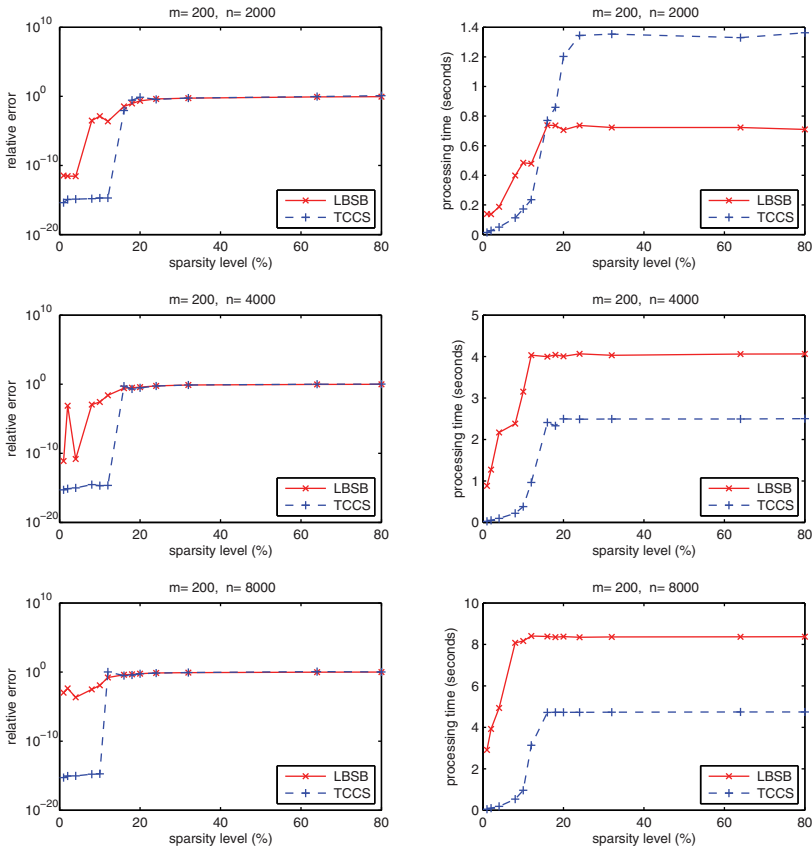 m= 200, n= 2000
10^10
10^0
10^-10
10^-20
relative error
0 20 40 60 80
sparsity level (%)
LBSB
TCCS
m= 200, n= 2000
1.4
1.2
1
0.8
0.6
0.4
0.2
0
processing time (seconds)
0 20 40 60 80
sparsity level (%)
LBSB
TCCS
m= 200, n= 4000
10^10
10^0
10^-10
10^-20
relative error
0 20 40 60 80
sparsity level (%)
LBSB
TCCS
m= 200, n= 4000
5
4
3
2
1
0
processing time (seconds)
0 20 40 60 80
sparsity level (%)
LBSB
TCCS
m= 200, n= 8000
10^10
10^0
10^-10
10^-20
relative error
0 20 40 60 80
sparsity level (%)
LBSB
TCCS
m= 200, n= 8000
10
8
6
4
2
0
processing time (seconds)
0 20 40 60 80
sparsity level (%)
LBSB
TCCS